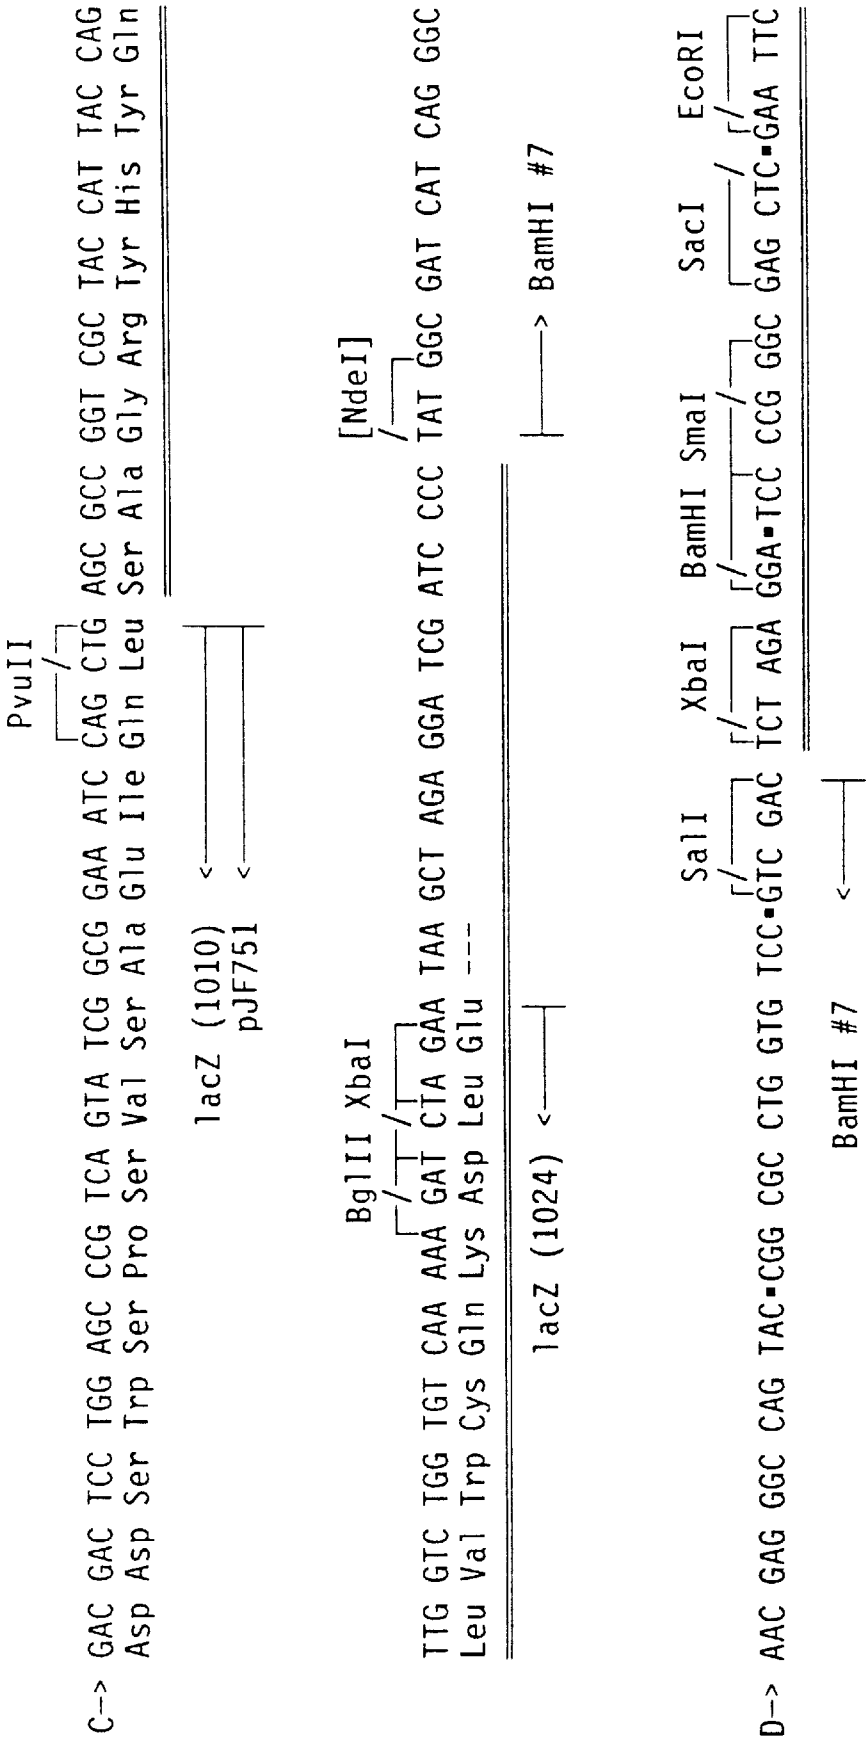 PvuII
C--> GAC GAC TCC TGG AGC CCG TCA GTA TCG GCG GAA ATC CAG CTG AGC GCC GGT CGC TAC CAT TAC CAG
Asp Asp Ser Trp Ser Pro Ser Val Ser Ala Glu Ile Gln Leu Ser Ala Gly Arg Tyr His Tyr Gln
lacZ (1010) <
pJF751 <
BglII XbaI [NdeI]
TTG GTC TGG TGT CAA AAA GAT CTA GAA TAA GCT AGA GGA TCG ATC CCC TAT GGC GAT CAT CAG GGC
Leu Val Trp Cys Gln Lys Asp Leu Glu ---
lacZ (1024) < > BamHI #7
SalI XbaI BamHI SmaI SacI EcoRI
D--> AAC GAG GGC CAG TAC▪CGG CGC CTG GTG TCC▪GTC GAC TCT AGA GGA▪TCC CCG GGC GAG CTC▪GAA TTC
BamHI #7 <